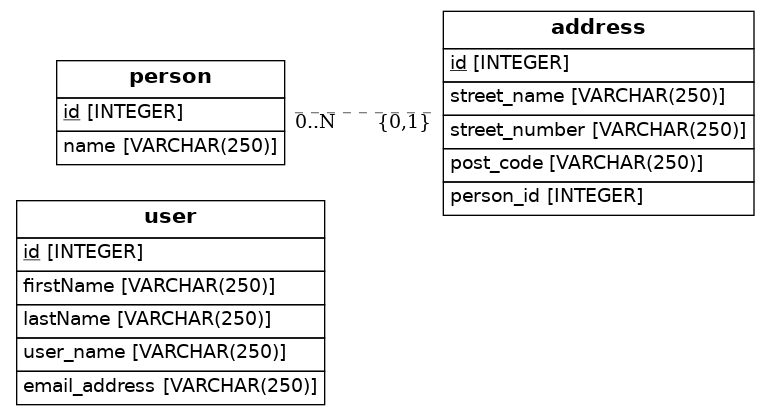 person
id [INTEGER]
name [VARCHAR(250)]
0..N
{0,1}
address
id [INTEGER]
street_name [VARCHAR(250)]
street_number [VARCHAR(250)]
post_code [VARCHAR(250)]
person_id [INTEGER]
user
id [INTEGER]
firstName [VARCHAR(250)]
lastName [VARCHAR(250)]
user_name [VARCHAR(250)]
email_address [VARCHAR(250)]